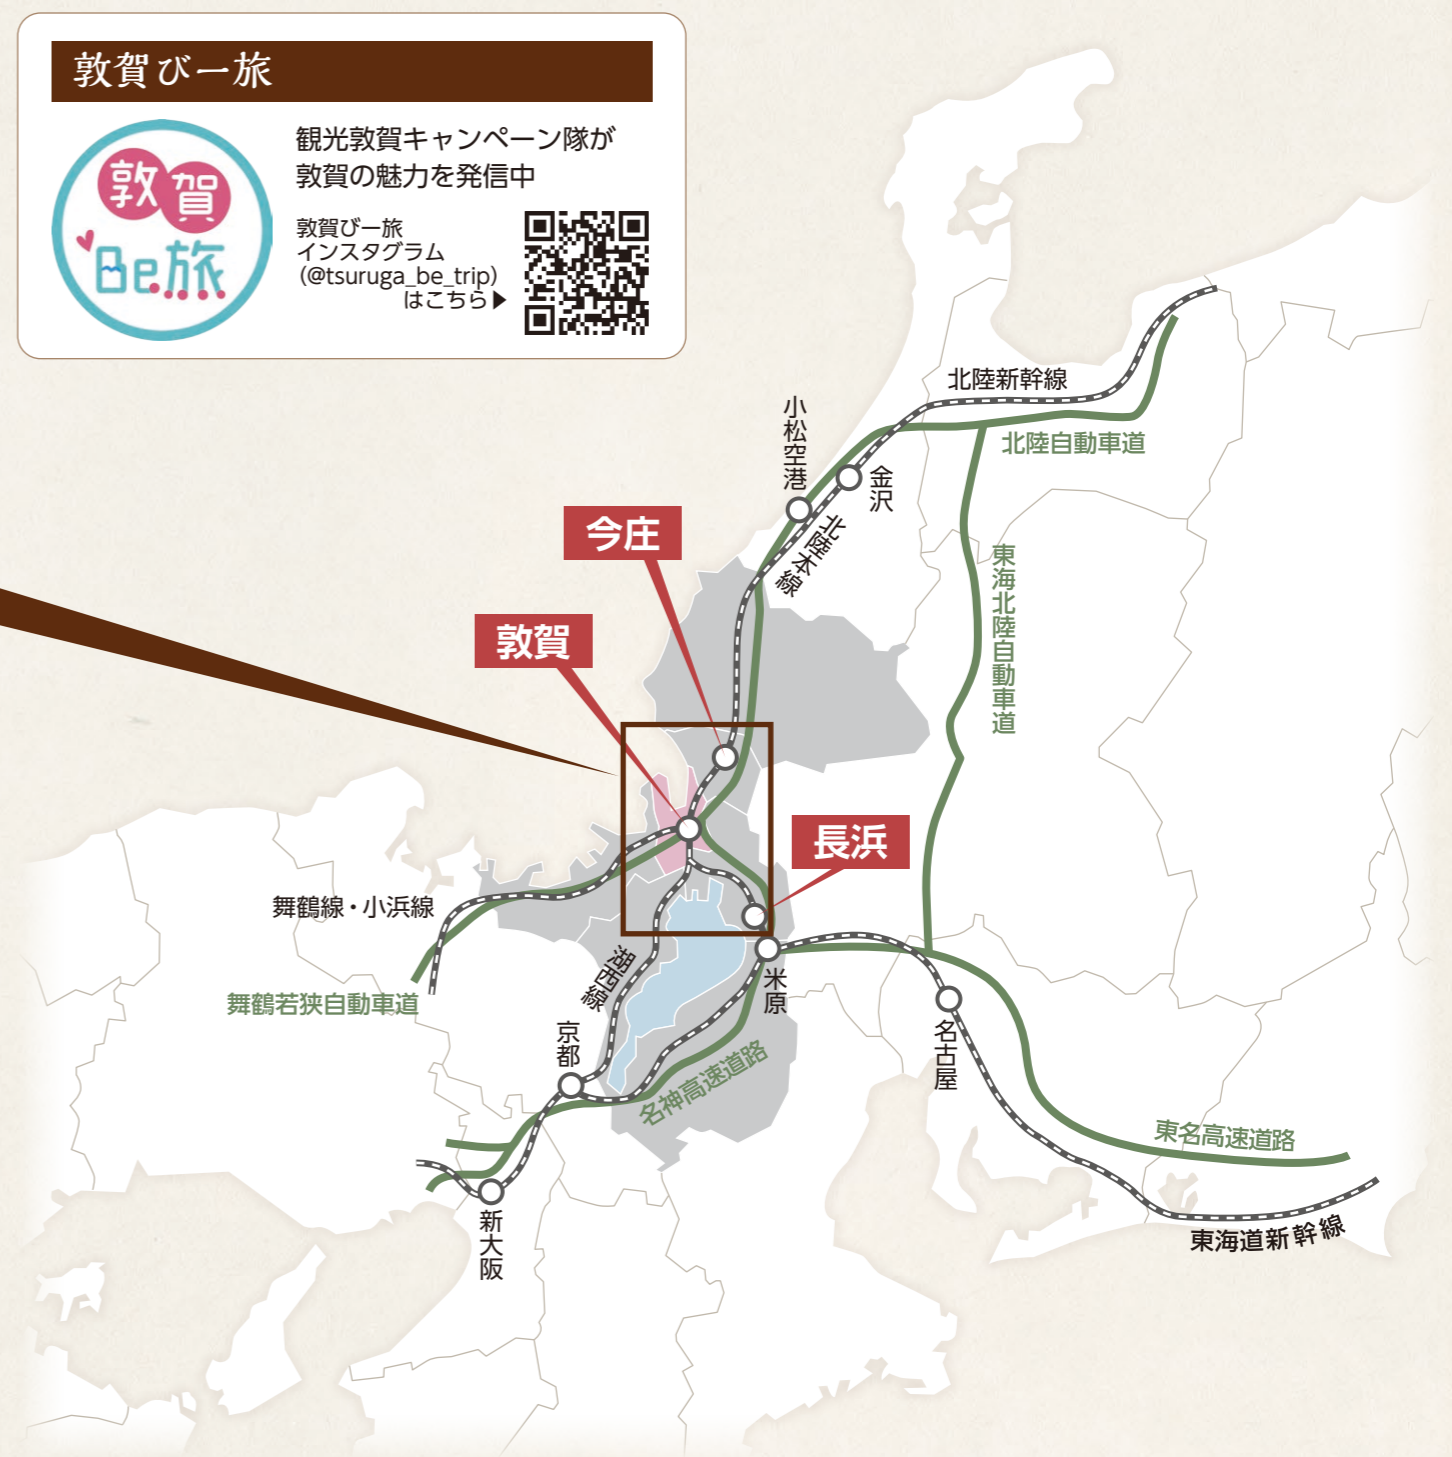 敦賀びー旅
敦賀
Be旅
観光敦賀キャンペーン隊が
敦賀の魅力を発信中
敦賀びー旅
インスタグラム
(@tsuruga_be_trip)
はこちら▶
北陸新幹線
北陸自動車道
小松空港
金沢
北陸本線
今庄
東海北陸自動車道
敦賀
長浜
舞鶴線・小浜線
舞鶴若狭自動車道
湖西線
米原
京都
名古屋
名神高速道路
東名高速道路
新大阪
東海道新幹線